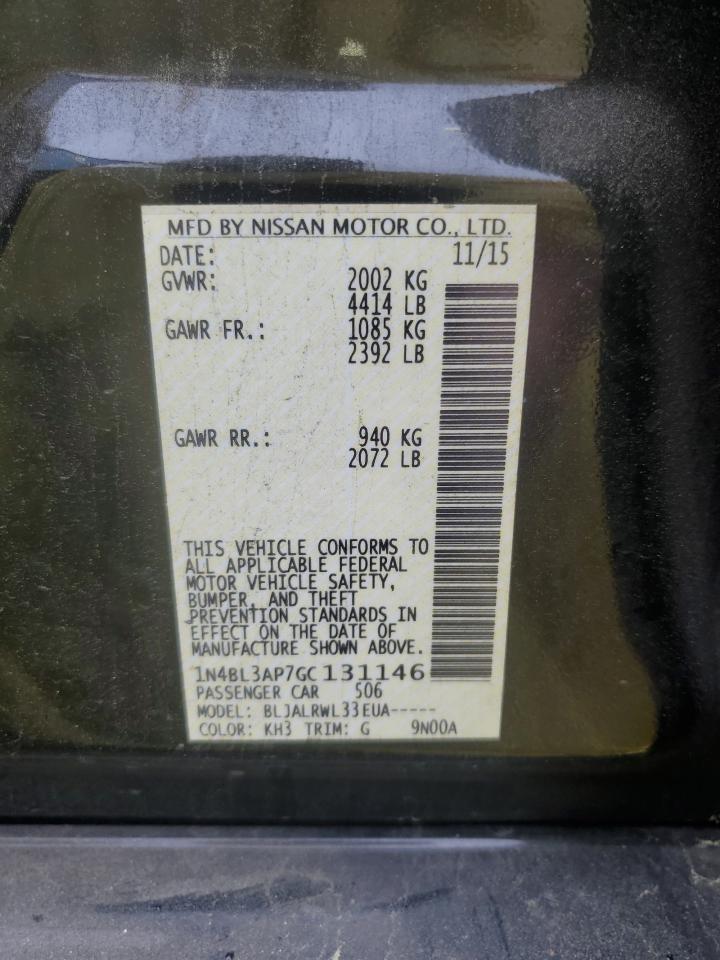 MFD BY NISSAN MOTOR CO., LTD.
DATE: 11/15
GVWR: 2002 KG
4414 LB
GAWR FR.: 1085 KG
2392 LB
GAWR RR.: 940 KG
2072 LB
THIS VEHICLE CONFORMS TO
ALL APPLICABLE FEDERAL
MOTOR VEHICLE SAFETY,
BUMPER, AND THEFT
PREVENTION STANDARDS IN
EFFECT ON THE DATE OF
MANUFACTURE SHOWN ABOVE.
1N4BL3AP7GC131146
PASSENGER CAR 506
MODEL: BLJALRWL33EUA-----
COLOR: KH3 TRIM: G 9N00A